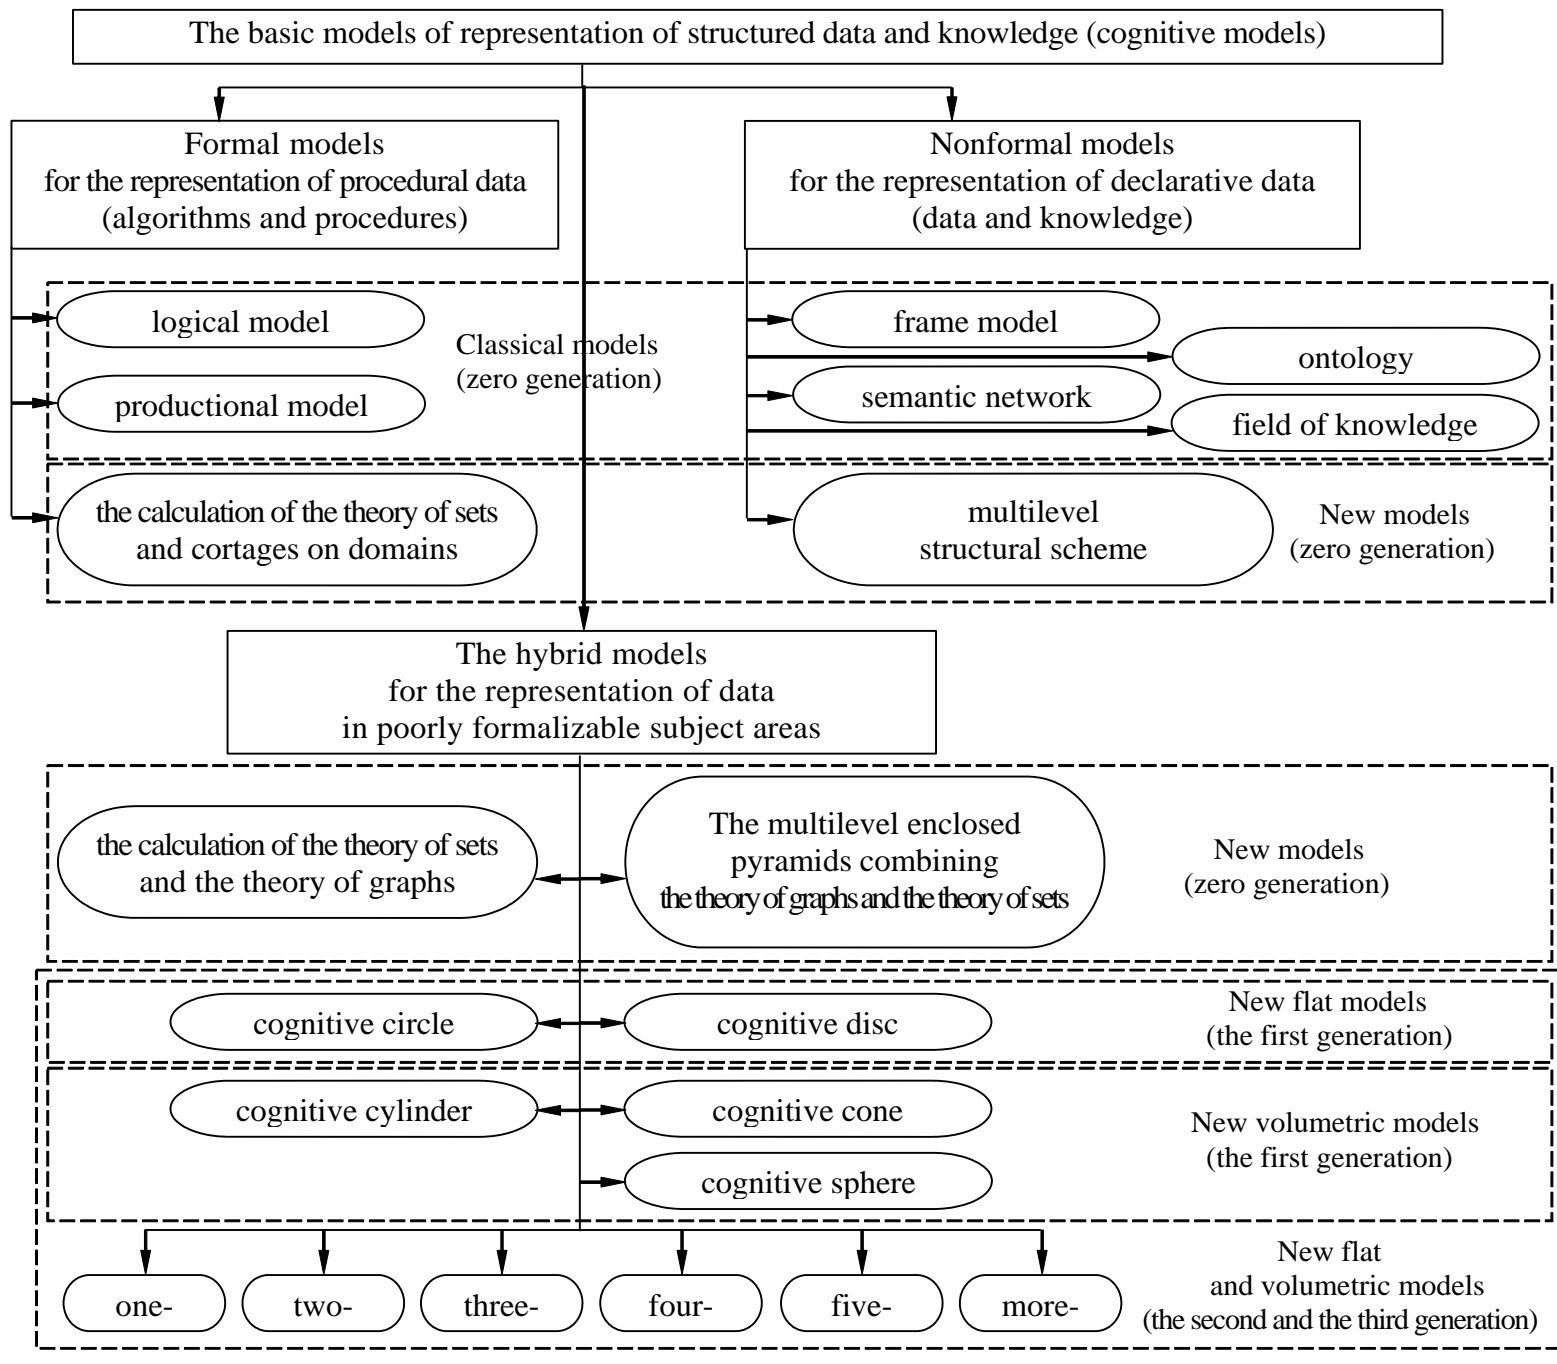 The basic models of representation of structured data and knowledge (cognitive models)
Formal models
for the representation of procedural data
(algorithms and procedures)
Nonformal models
for the representation of declarative data
(data and knowledge)
logical model
productional model
Classical models
(zero generation)
frame model
ontology
semantic network
field of knowledge
the calculation of the theory of sets
and cortages on domains
multilevel
structural scheme
New models
(zero generation)
The hybrid models
for the representation of data
in poorly formalizable subject areas
the calculation of the theory of sets
and the theory of graphs
The multilevel enclosed
pyramids combining
the theory of graphs and the theory of sets
New models
(zero generation)
cognitive circle
cognitive disc
New flat models
(the first generation)
cognitive cylinder
cognitive cone
cognitive sphere
New volumetric models
(the first generation)
one-
two-
three-
four-
five-
more-
New flat
and volumetric models
(the second and the third generation)